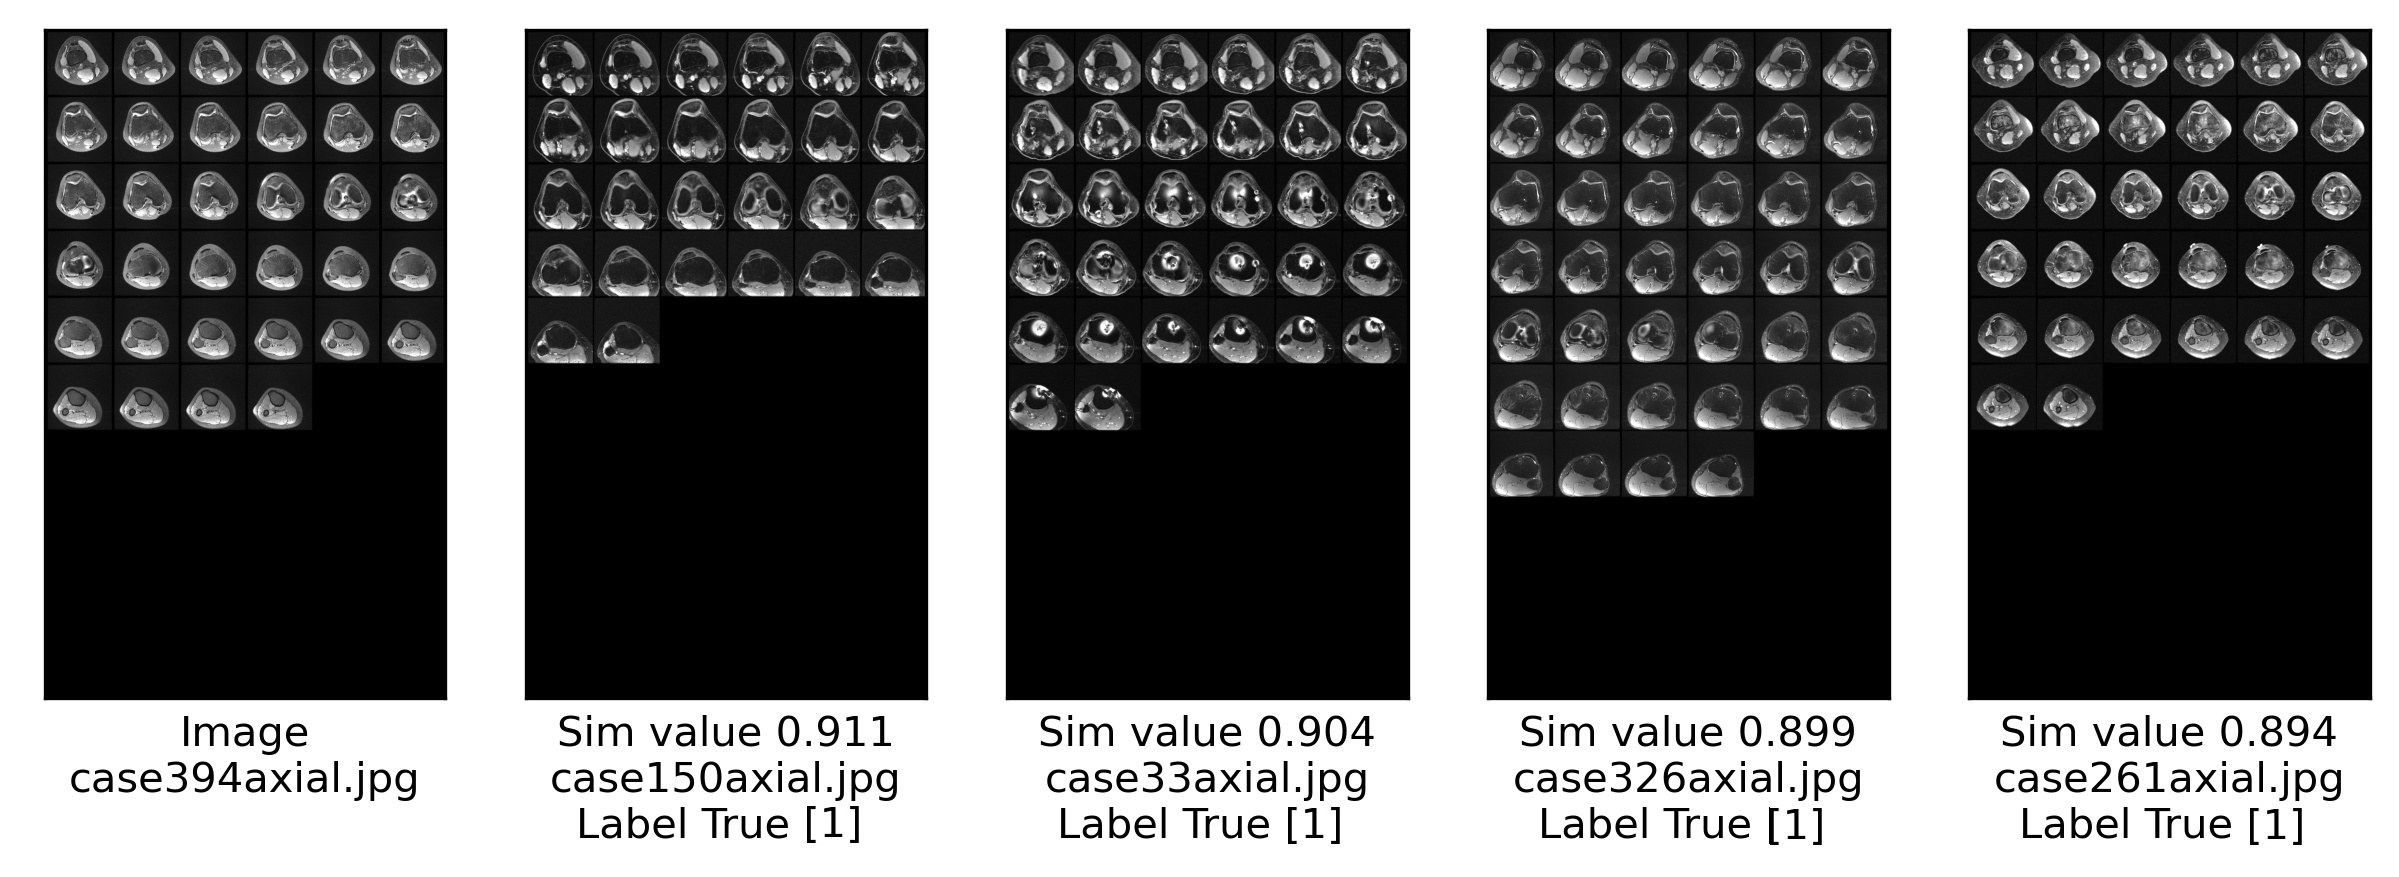 Image
case394axial.jpg
Sim value 0.911
case150axial.jpg
Label True [1]
Sim value 0.904
case33axial.jpg
Label True [1]
Sim value 0.899
case326axial.jpg
Label True [1]
Sim value 0.894
case261axial.jpg
Label True [1]